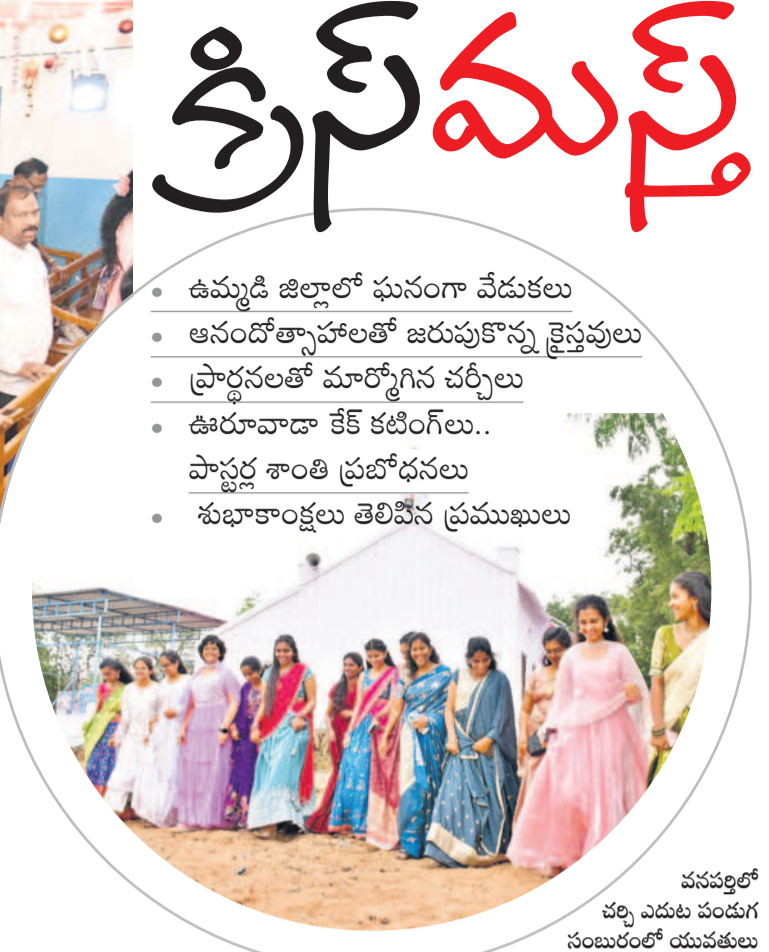 క్రిస్‌మస్త్
• ఉమ్మడి జిల్లాలో ఘనంగా వేడుకలు
• ఆనందోత్సాహాలతో జరుపుకొన్న క్రైస్తవులు
• ప్రార్థనలతో మార్మోగిన చర్చీలు
• ఊరూవాడా కేక్ కటింగ్‌లు..
పాస్టర్ల శాంతి ప్రబోధనలు
• శుభాకాంక్షలు తెలిపిన ప్రముఖులు
వనపర్తిలో
చర్చి ఎదుట పండుగ
సంబురంలో యువతులు